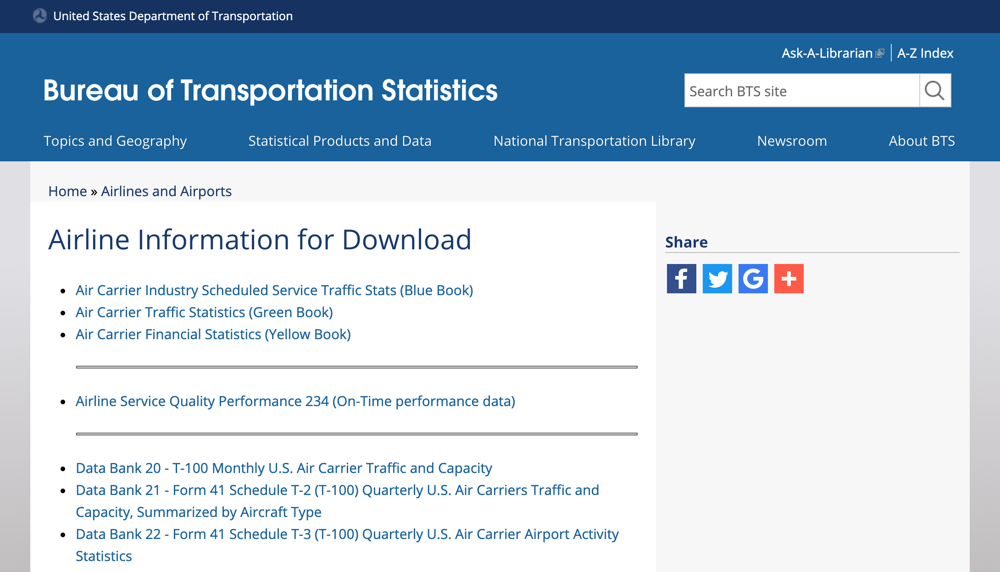 United States Department of Transportation
Ask-A-Librarian | A-Z Index
Bureau of Transportation Statistics
Search BTS site
Topics and Geography
Statistical Products and Data
National Transportation Library
Newsroom
About BTS
Home » Airlines and Airports
Airline Information for Download
Share
• Air Carrier Industry Scheduled Service Traffic Stats (Blue Book)
• Air Carrier Traffic Statistics (Green Book)
• Air Carrier Financial Statistics (Yellow Book)
• Airline Service Quality Performance 234 (On-Time performance data)
• Data Bank 20 - T-100 Monthly U.S. Air Carrier Traffic and Capacity
• Data Bank 21 - Form 41 Schedule T-2 (T-100) Quarterly U.S. Air Carriers Traffic and
Capacity, Summarized by Aircraft Type
• Data Bank 22 - Form 41 Schedule T-3 (T-100) Quarterly U.S. Air Carrier Airport Activity
Statistics